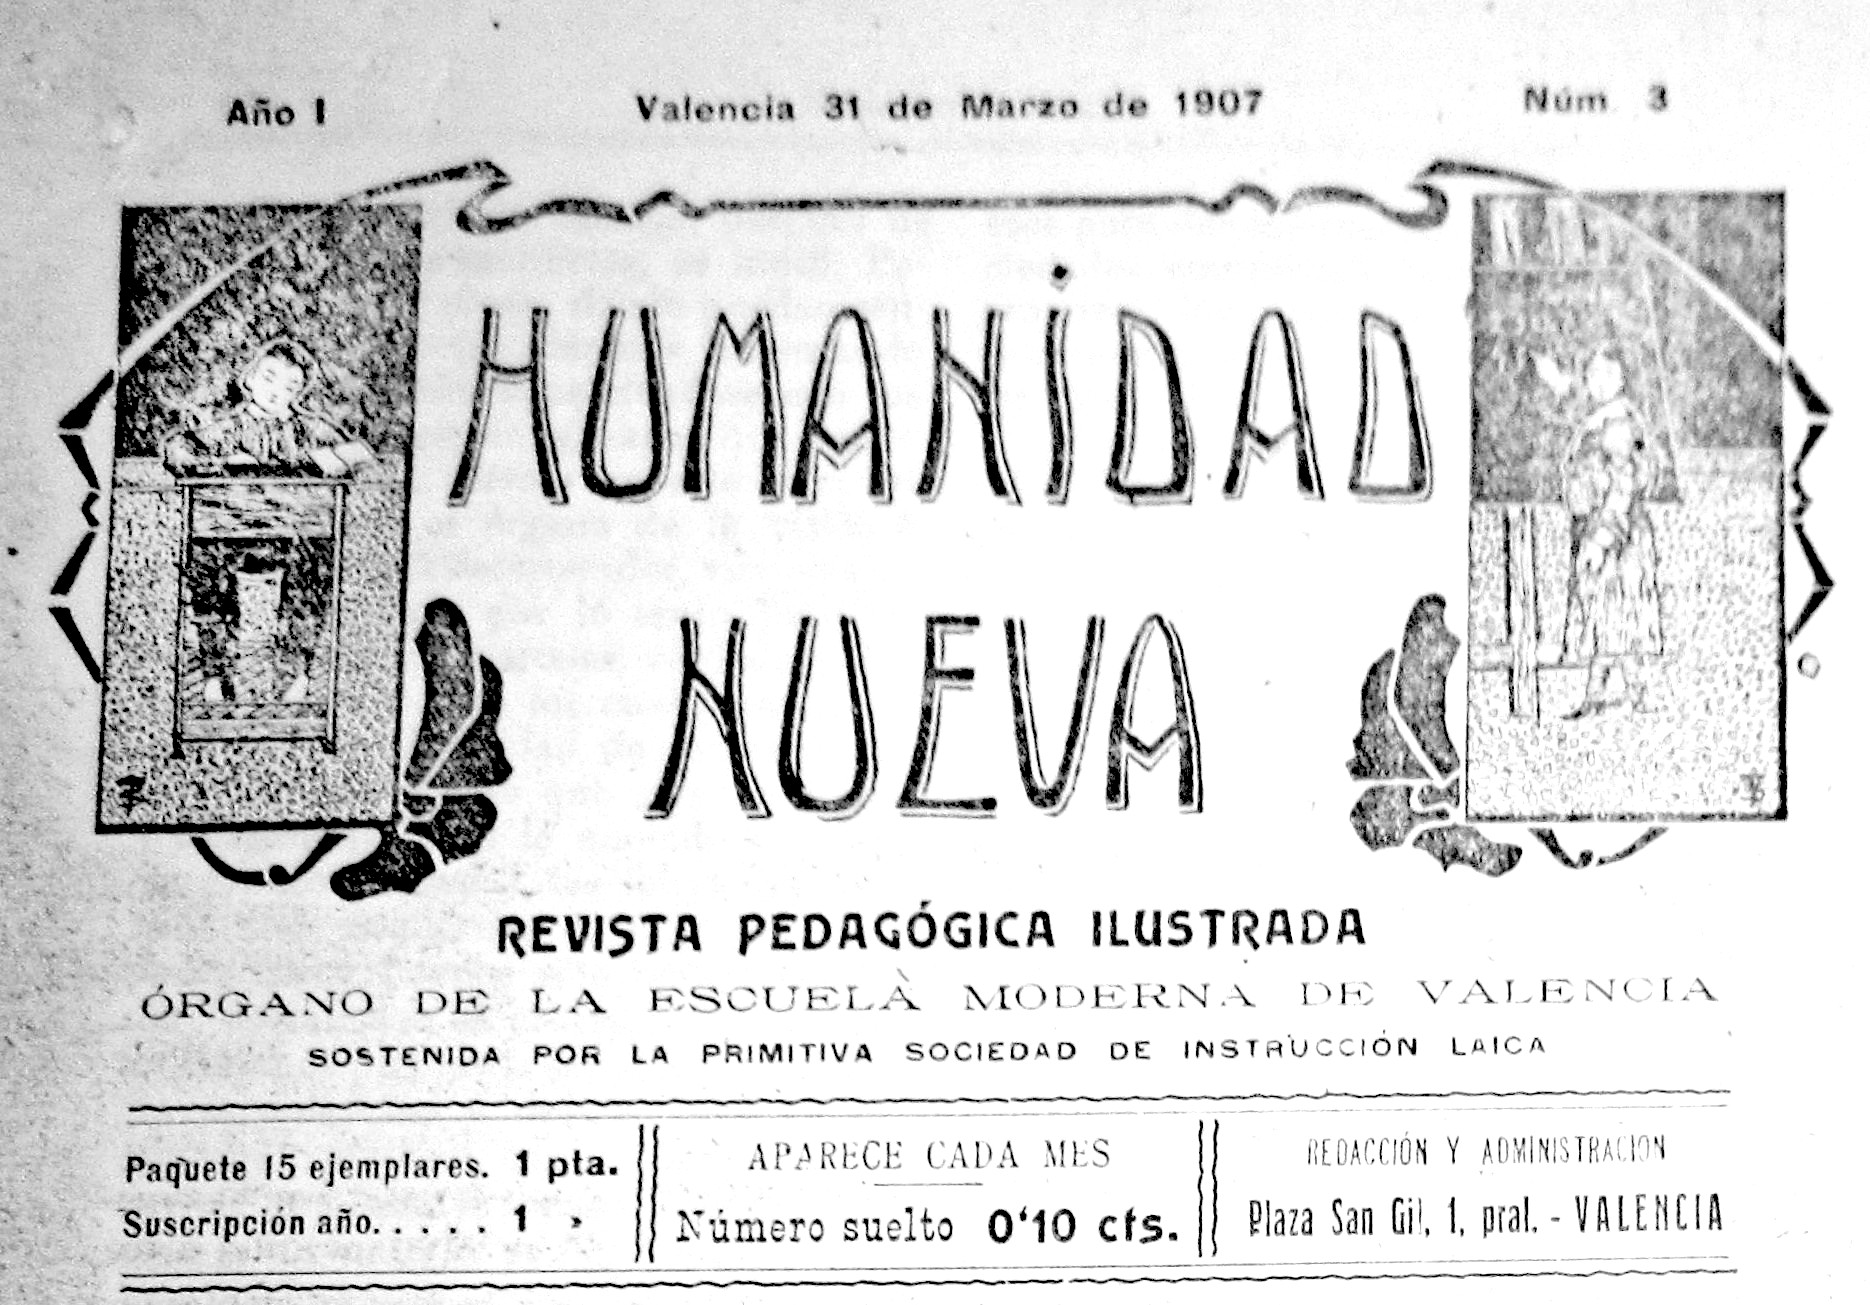 Año I
Valencia 31 de Marzo de 1907
Núm. 3
HUMANIDAD
NUEVA
REVISTA PEDAGÓGICA ILUSTRADA
ÓRGANO DE LA ESCUELA MODERNA DE VALENCIA
SOSTENIDA POR LA PRIMITIVA SOCIEDAD DE INSTRUCCIÓN LAICA
Paquete 15 ejemplares. 1 pta.
Suscripción año. . . . . 1 »
APARECE CADA MES
Número suelto 0'10 cts.
REDACCIÓN Y ADMINISTRACION
Plaza San Gil, 1, pral. - VALENCIA